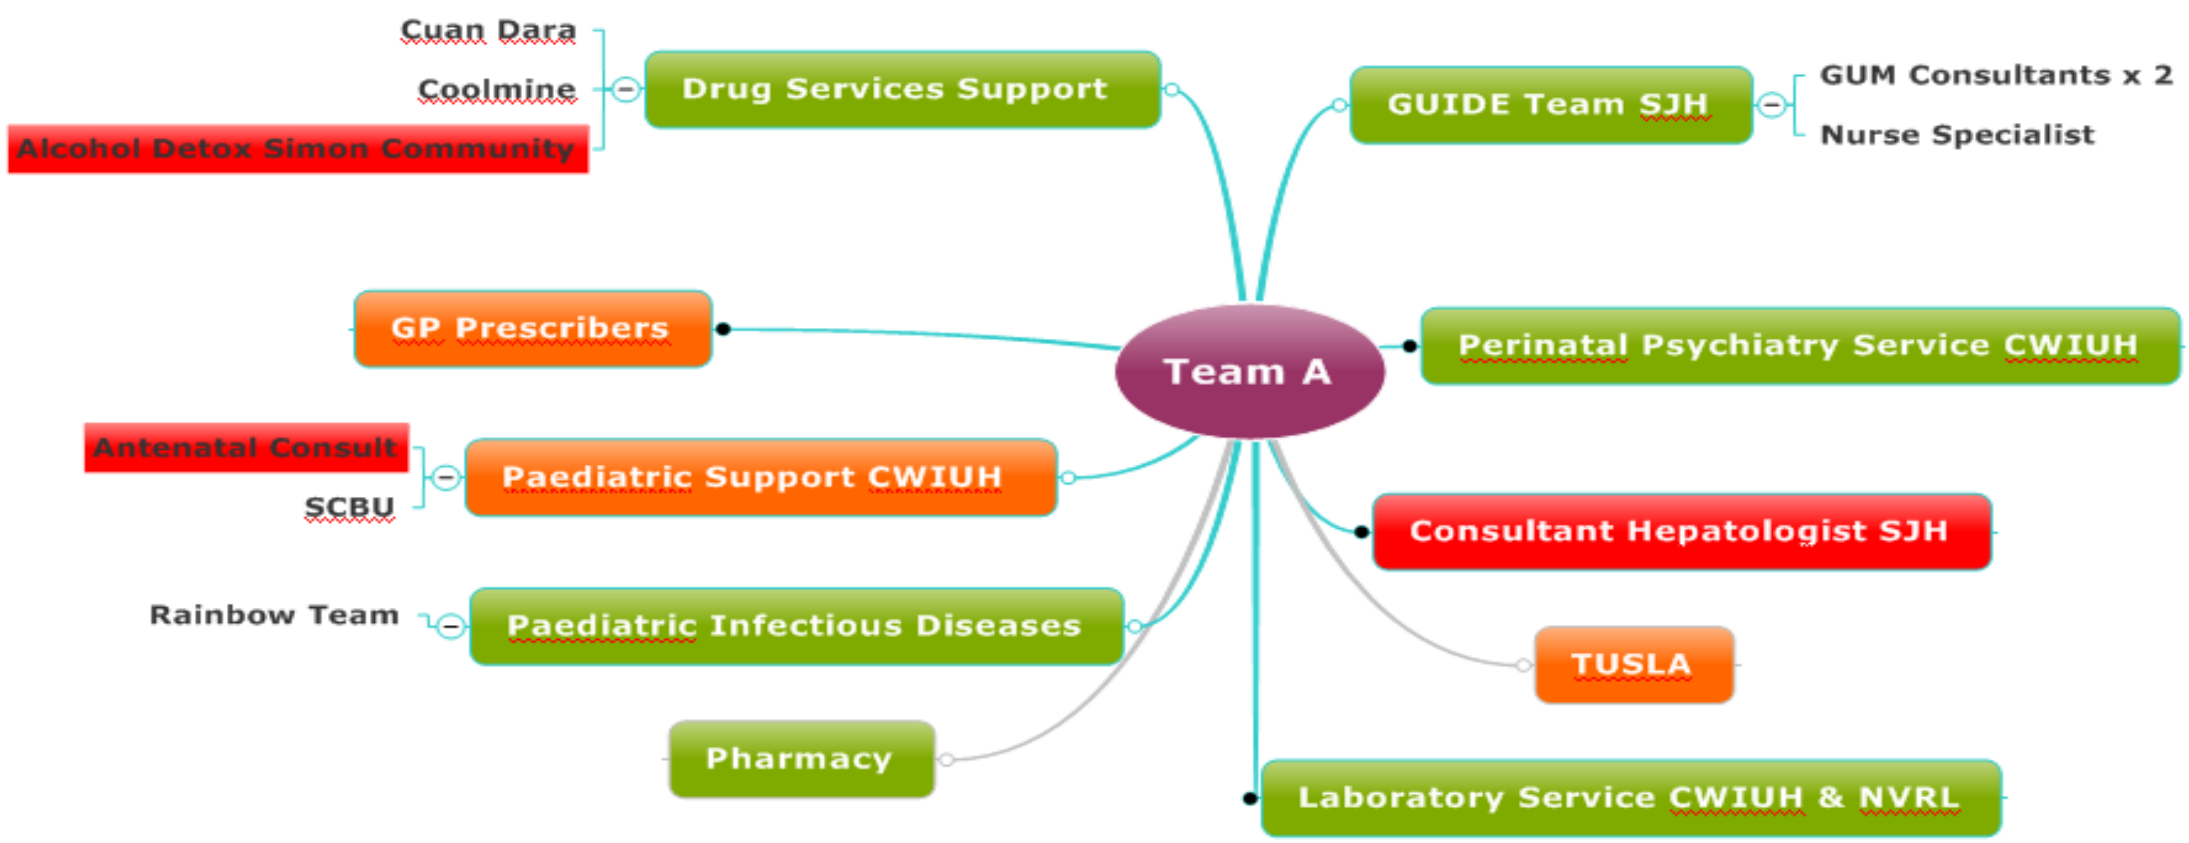 Cuan Dara
Coolmine
Alcohol Detox Simon Community
Drug Services Support
GUIDE Team SJH
GUM Consultants x 2
Nurse Specialist
GP Prescribers
Team A
Perinatal Psychiatry Service CWIUH
Antenatal Consult
SCBU
Paediatric Support CWIUH
Consultant Hepatologist SJH
Rainbow Team
Paediatric Infectious Diseases
TUSLA
Pharmacy
Laboratory Service CWIUH & NVRL